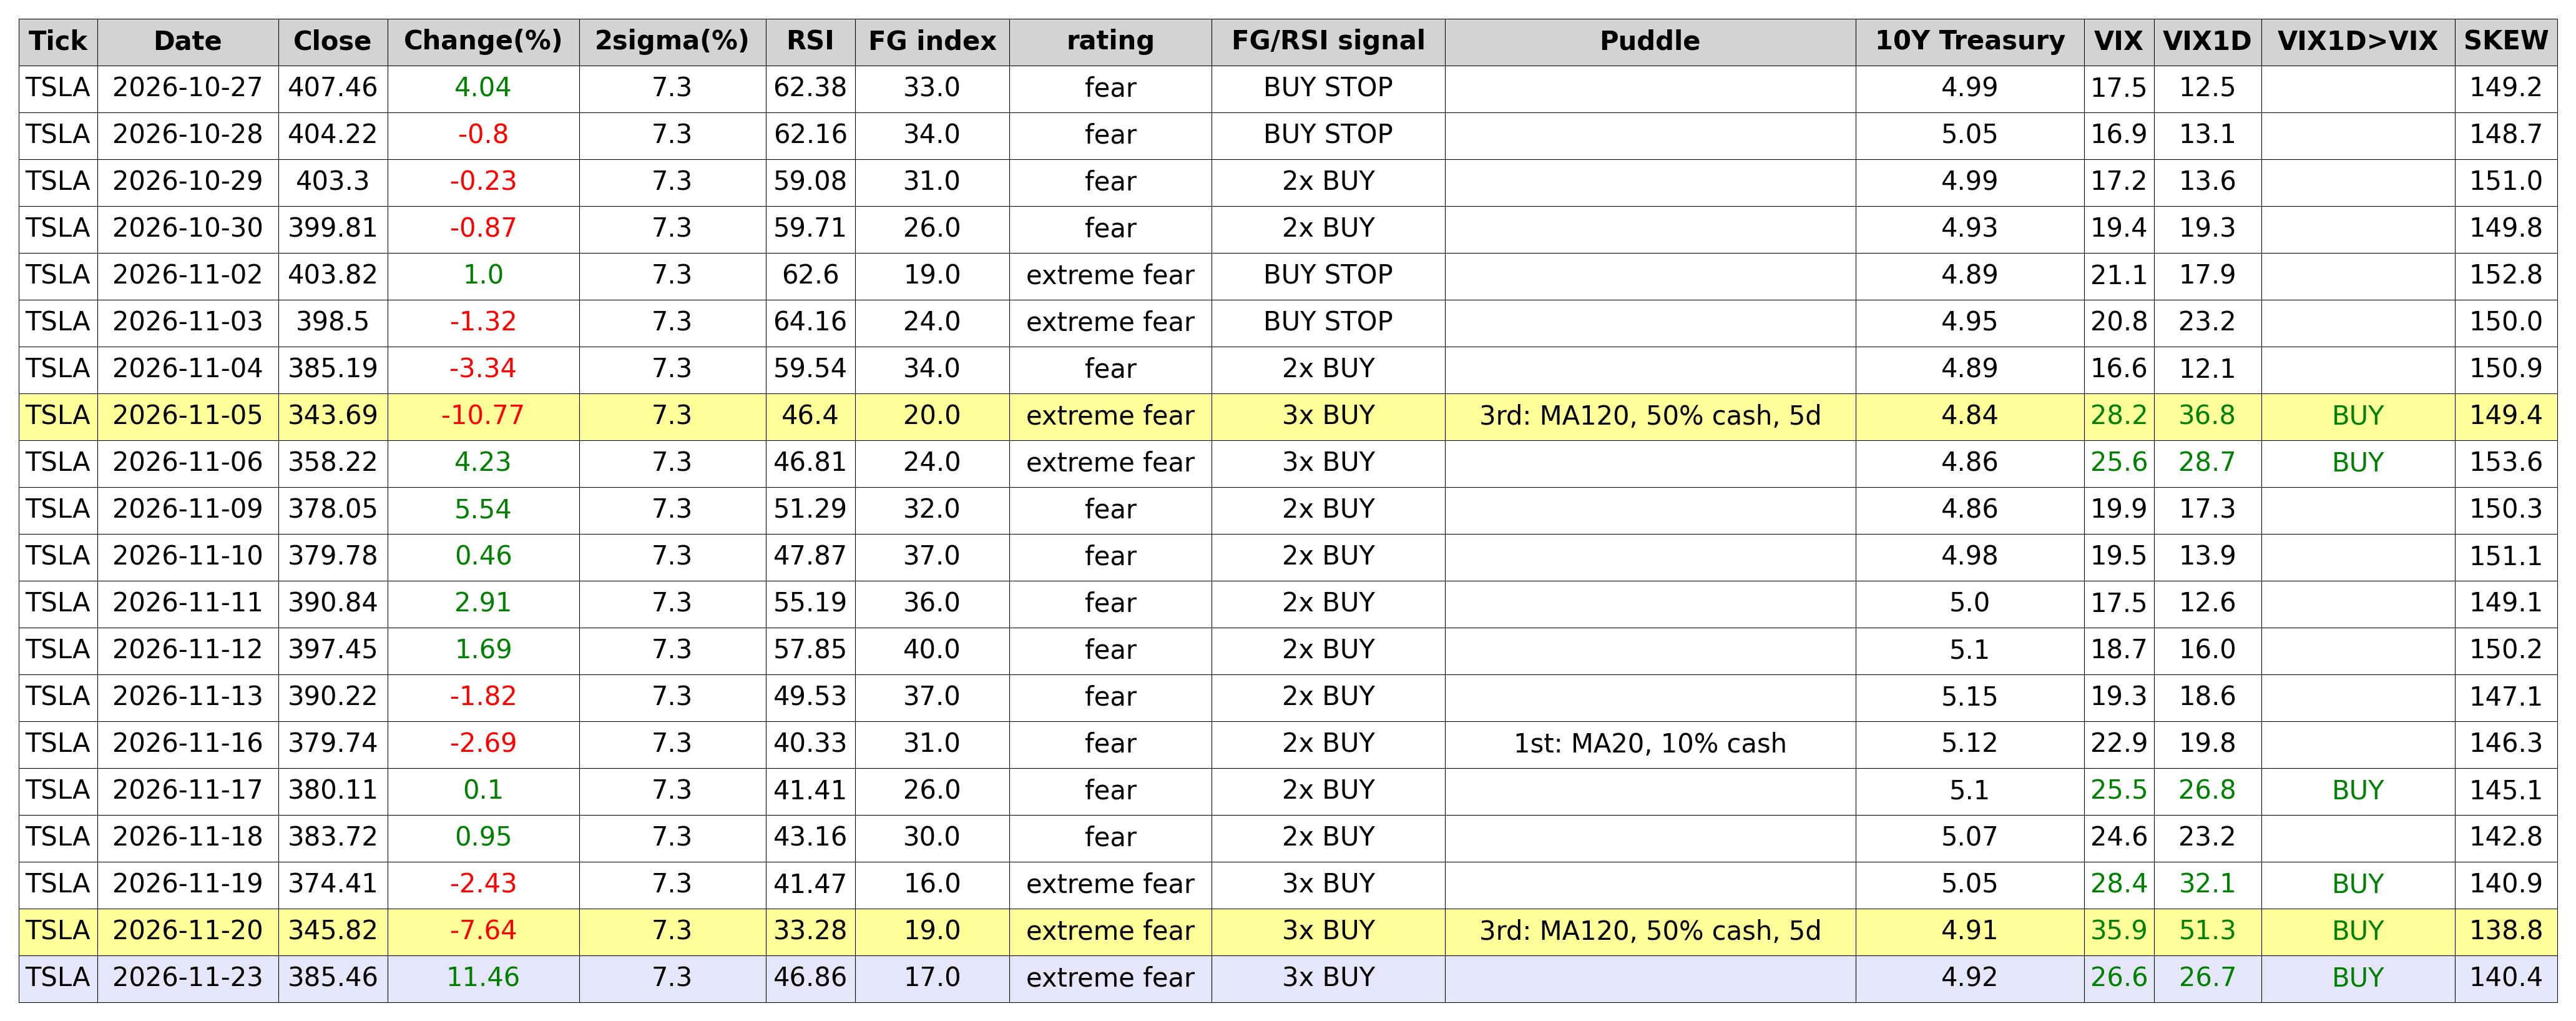 Tick Date Close Change(%) 2sigma(%) RSI FG index rating FG/RSI signal Puddle 10Y Treasury VIX VIX1D VIX1D>VIX SKEW
TSLA 2026-10-27 407.46 4.04 7.3 62.38 33.0 fear BUY STOP 4.99 17.5 12.5 149.2
TSLA 2026-10-28 404.22 -0.8 7.3 62.16 34.0 fear BUY STOP 5.05 16.9 13.1 148.7
TSLA 2026-10-29 403.3 -0.23 7.3 59.08 31.0 fear 2x BUY 4.99 17.2 13.6 151.0
TSLA 2026-10-30 399.81 -0.87 7.3 59.71 26.0 fear 2x BUY 4.93 19.4 19.3 149.8
TSLA 2026-11-02 403.82 1.0 7.3 62.6 19.0 extreme fear BUY STOP 4.89 21.1 17.9 152.8
TSLA 2026-11-03 398.5 -1.32 7.3 64.16 24.0 extreme fear BUY STOP 4.95 20.8 23.2 150.0
TSLA 2026-11-04 385.19 -3.34 7.3 59.54 34.0 fear 2x BUY 4.89 16.6 12.1 150.9
TSLA 2026-11-05 343.69 -10.77 7.3 46.4 20.0 extreme fear 3x BUY 3rd: MA120, 50% cash, 5d 4.84 28.2 36.8 BUY 149.4
TSLA 2026-11-06 358.22 4.23 7.3 46.81 24.0 extreme fear 3x BUY 4.86 25.6 28.7 BUY 153.6
TSLA 2026-11-09 378.05 5.54 7.3 51.29 32.0 fear 2x BUY 4.86 19.9 17.3 150.3
TSLA 2026-11-10 379.78 0.46 7.3 47.87 37.0 fear 2x BUY 4.98 19.5 13.9 151.1
TSLA 2026-11-11 390.84 2.91 7.3 55.19 36.0 fear 2x BUY 5.0 17.5 12.6 149.1
TSLA 2026-11-12 397.45 1.69 7.3 57.85 40.0 fear 2x BUY 5.1 18.7 16.0 150.2
TSLA 2026-11-13 390.22 -1.82 7.3 49.53 37.0 fear 2x BUY 5.15 19.3 18.6 147.1
TSLA 2026-11-16 379.74 -2.69 7.3 40.33 31.0 fear 2x BUY 1st: MA20, 10% cash 5.12 22.9 19.8 146.3
TSLA 2026-11-17 380.11 0.1 7.3 41.41 26.0 fear 2x BUY 5.1 25.5 26.8 BUY 145.1
TSLA 2026-11-18 383.72 0.95 7.3 43.16 30.0 fear 2x BUY 5.07 24.6 23.2 142.8
TSLA 2026-11-19 374.41 -2.43 7.3 41.47 16.0 extreme fear 3x BUY 5.05 28.4 32.1 BUY 140.9
TSLA 2026-11-20 345.82 -7.64 7.3 33.28 19.0 extreme fear 3x BUY 3rd: MA120, 50% cash, 5d 4.91 35.9 51.3 BUY 138.8
TSLA 2026-11-23 385.46 11.46 7.3 46.86 17.0 extreme fear 3x BUY 4.92 26.6 26.7 BUY 140.4